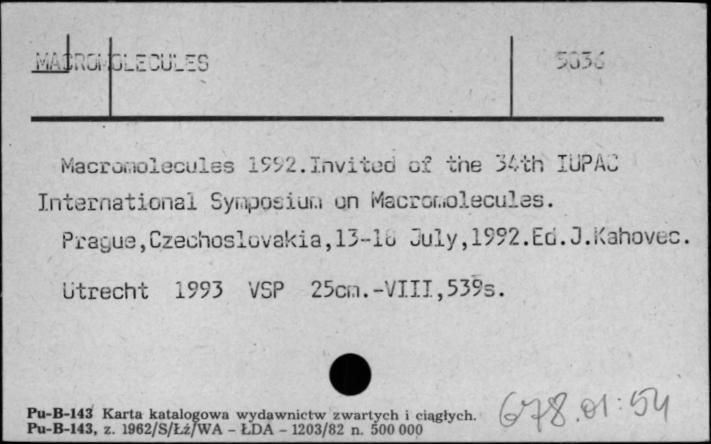 MACROMOLECULES 5036
Macromolecules 1992.Invited of the 34th IUPAC
International Symposium on Macromolecules.
Prague,Czechoslovakia,13-18 July,1992.Ed.J.Kahovec.
Utrecht 1993 VSP 25cm.-VIII,539s.
Pu-B-143 Karta katalogowa wydawnictw zwartych i ciągłych.
Pu-B-143, z. 1962/S/Łź/WA - ŁDA - 1203/82 n. 500 000
678.01:54